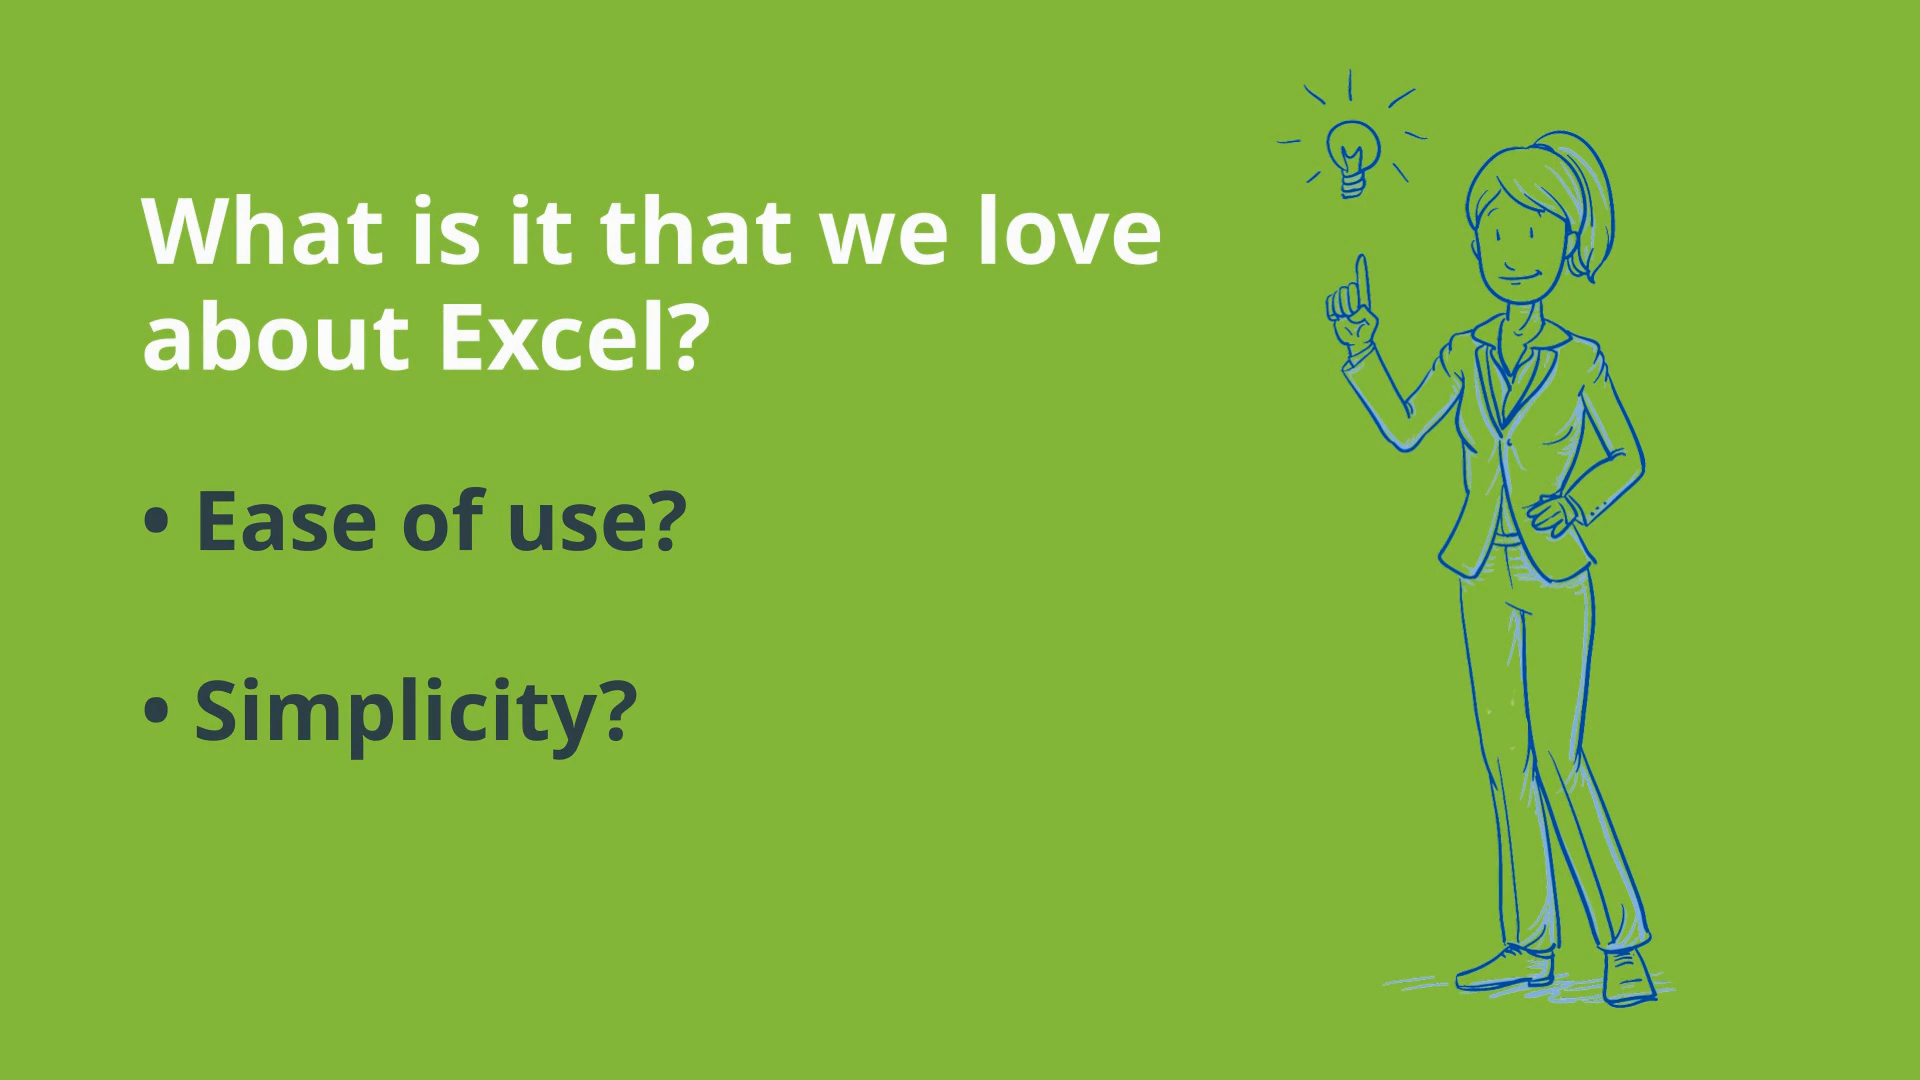 What is it that we love
about Excel?
• Ease of use?
• Simplicity?